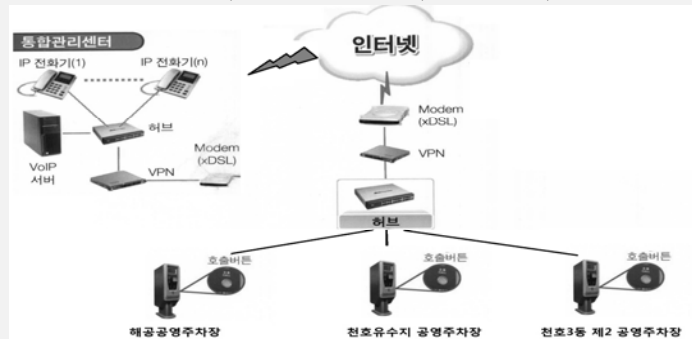 통합관리센터
IP 전화기(1)
IP 전화기(n)
허브
VoIP
서버
VPN
Modem
(xDSL)
인터넷
Modem
(xDSL)
VPN
허브
호출버튼
호출버튼
호출버튼
해공공영주차장
천호유수지 공영주차장
천호3동 제2 공영주차장